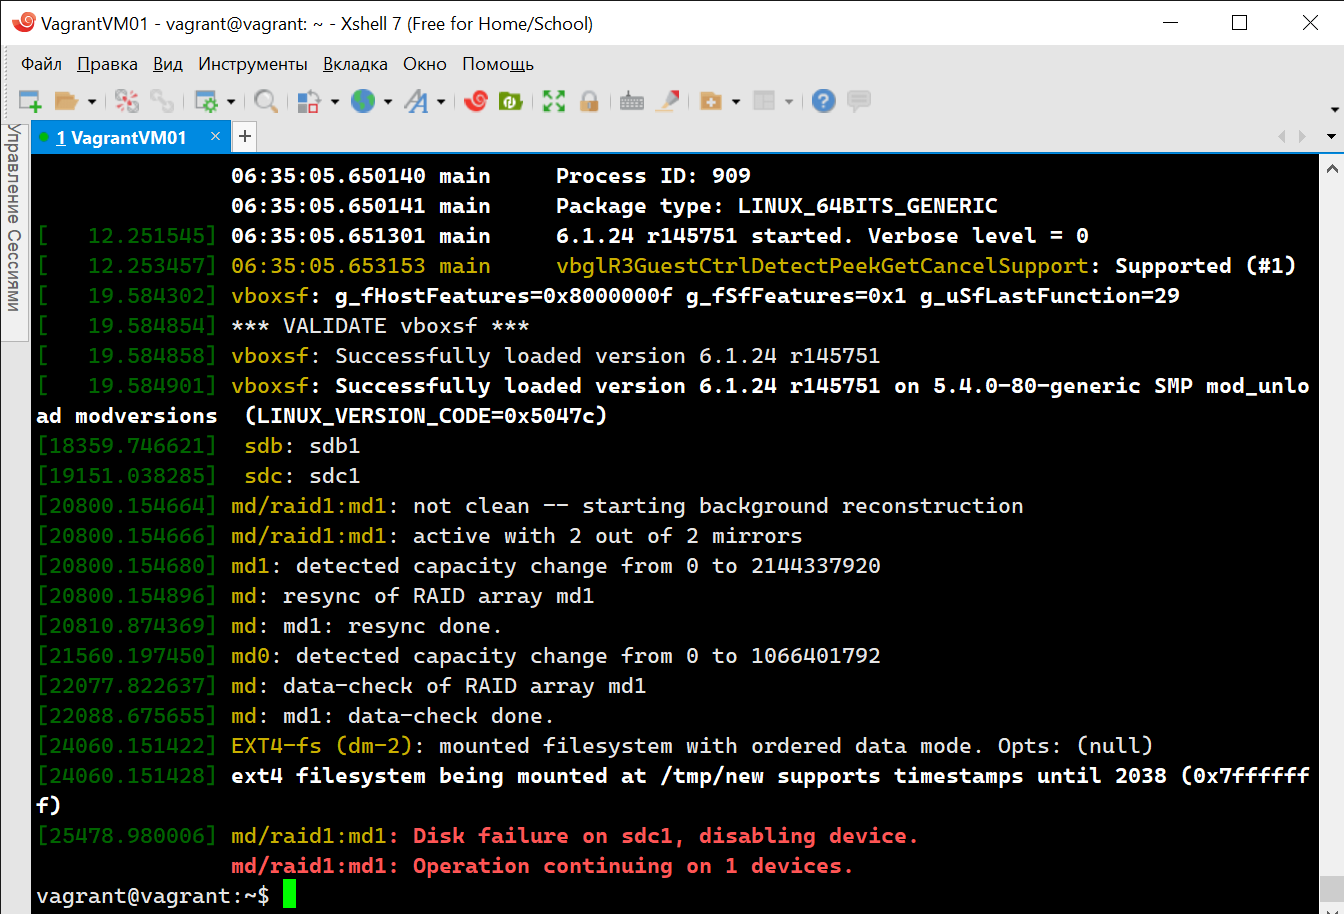 VagrantVM01 - vagrant@vagrant: ~ - Xshell 7 (Free for Home/School)
Файл Правка Вид Инструменты Вкладка Окно Помощь
1 VagrantVM01 × +
Управление Сессиями
06:35:05.650140 main     Process ID: 909
06:35:05.650141 main     Package type: LINUX_64BITS_GENERIC
[   12.251545] 06:35:05.651301 main     6.1.24 r145751 started. Verbose level = 0
[   12.253457] 06:35:05.653153 main     vbglR3GuestCtrlDetectPeekGetCancelSupport: Supported (#1)
[   19.584302] vboxsf: g_fHostFeatures=0x8000000f g_fSfFeatures=0x1 g_uSfLastFunction=29
[   19.584854] *** VALIDATE vboxsf ***
[   19.584858] vboxsf: Successfully loaded version 6.1.24 r145751
[   19.584901] vboxsf: Successfully loaded version 6.1.24 r145751 on 5.4.0-80-generic SMP mod_unlo
ad modversions  (LINUX_VERSION_CODE=0x5047c)
[18359.746621]  sdb: sdb1
[19151.038285]  sdc: sdc1
[20800.154664] md/raid1:md1: not clean -- starting background reconstruction
[20800.154666] md/raid1:md1: active with 2 out of 2 mirrors
[20800.154680] md1: detected capacity change from 0 to 2144337920
[20800.154896] md: resync of RAID array md1
[20810.874369] md: md1: resync done.
[21560.197450] md0: detected capacity change from 0 to 1066401792
[22077.822637] md: data-check of RAID array md1
[22088.675655] md: md1: data-check done.
[24060.151422] EXT4-fs (dm-2): mounted filesystem with ordered data mode. Opts: (null)
[24060.151428] ext4 filesystem being mounted at /tmp/new supports timestamps until 2038 (0x7ffffff
f)
[25478.980006] md/raid1:md1: Disk failure on sdc1, disabling device.
md/raid1:md1: Operation continuing on 1 devices.
vagrant@vagrant:~$